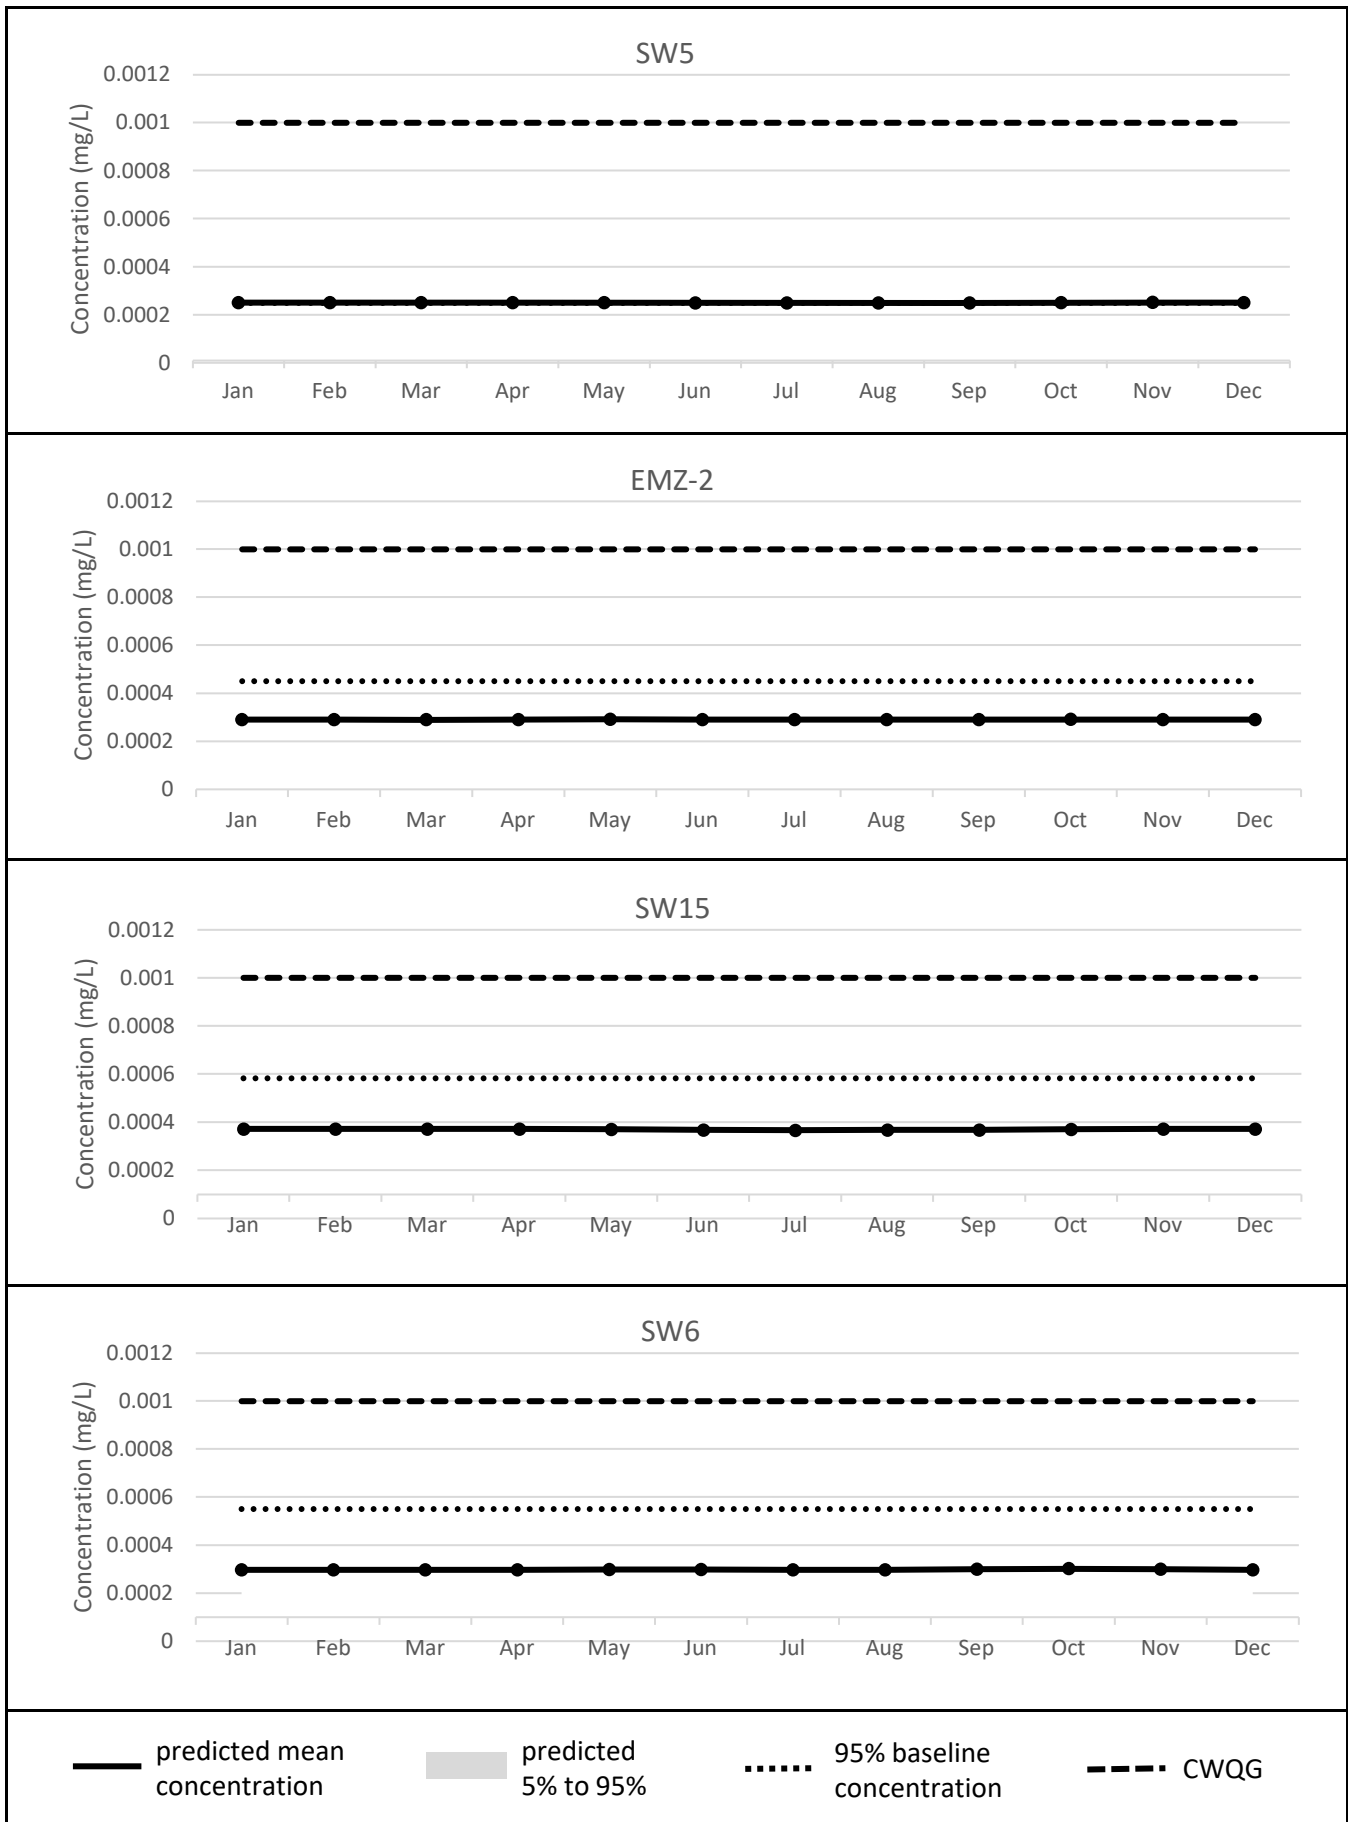 SW5
Concentration (mg/L)
0.0012
0.001
0.0008
0.0006
0.0004
0.0002
0
Jan Feb Mar Apr May Jun Jul Aug Sep Oct Nov Dec
EMZ-2
Concentration (mg/L)
0.0012
0.001
0.0008
0.0006
0.0004
0.0002
0
Jan Feb Mar Apr May Jun Jul Aug Sep Oct Nov Dec
SW15
Concentration (mg/L)
0.0012
0.001
0.0008
0.0006
0.0004
0.0002
0
Jan Feb Mar Apr May Jun Jul Aug Sep Oct Nov Dec
SW6
Concentration (mg/L)
0.0012
0.001
0.0008
0.0006
0.0004
0.0002
0
Jan Feb Mar Apr May Jun Jul Aug Sep Oct Nov Dec
predicted mean
concentration
predicted
5% to 95%
95% baseline
concentration
CWQG